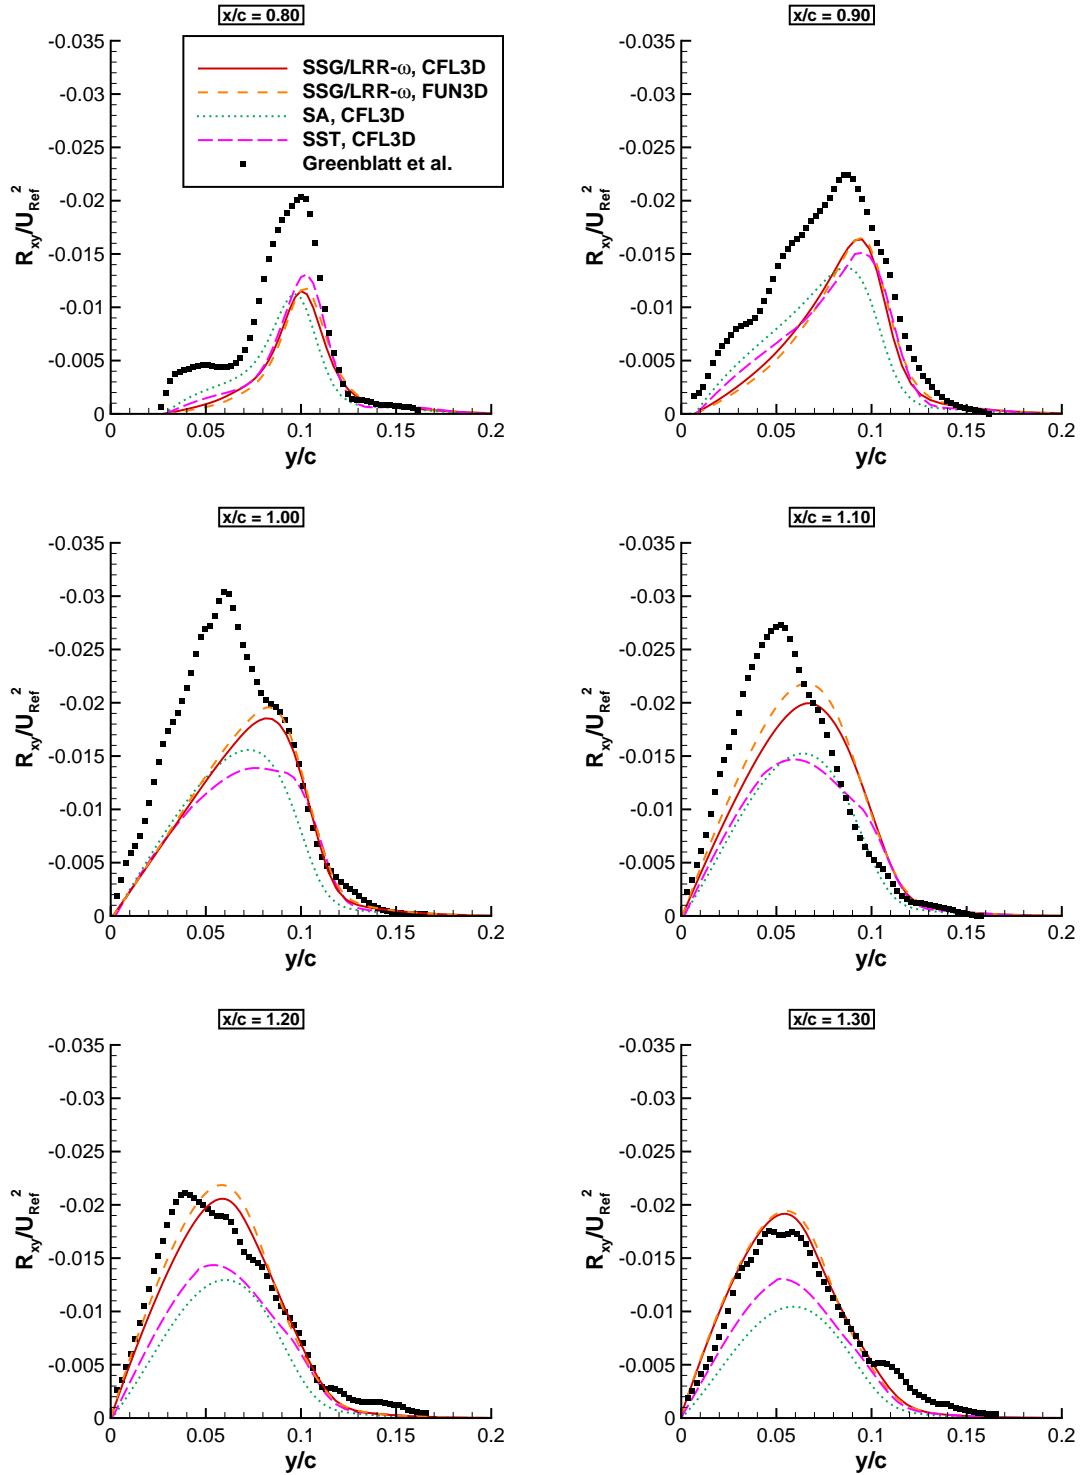 x/c = 0.80
-0.035
-0.03
-0.025
-0.02
-0.015
-0.01
-0.005
0
R_xy/U_Ref^2
0 0.05 0.1 0.15 0.2
y/c
SSG/LRR-ω, CFL3D
SSG/LRR-ω, FUN3D
SA, CFL3D
SST, CFL3D
Greenblatt et al.
x/c = 0.90
-0.035
-0.03
-0.025
-0.02
-0.015
-0.01
-0.005
0
R_xy/U_Ref^2
0 0.05 0.1 0.15 0.2
y/c
x/c = 1.00
-0.035
-0.03
-0.025
-0.02
-0.015
-0.01
-0.005
0
R_xy/U_Ref^2
0 0.05 0.1 0.15 0.2
y/c
x/c = 1.10
-0.035
-0.03
-0.025
-0.02
-0.015
-0.01
-0.005
0
R_xy/U_Ref^2
0 0.05 0.1 0.15 0.2
y/c
x/c = 1.20
-0.035
-0.03
-0.025
-0.02
-0.015
-0.01
-0.005
0
R_xy/U_Ref^2
0 0.05 0.1 0.15 0.2
y/c
x/c = 1.30
-0.035
-0.03
-0.025
-0.02
-0.015
-0.01
-0.005
0
R_xy/U_Ref^2
0 0.05 0.1 0.15 0.2
y/c